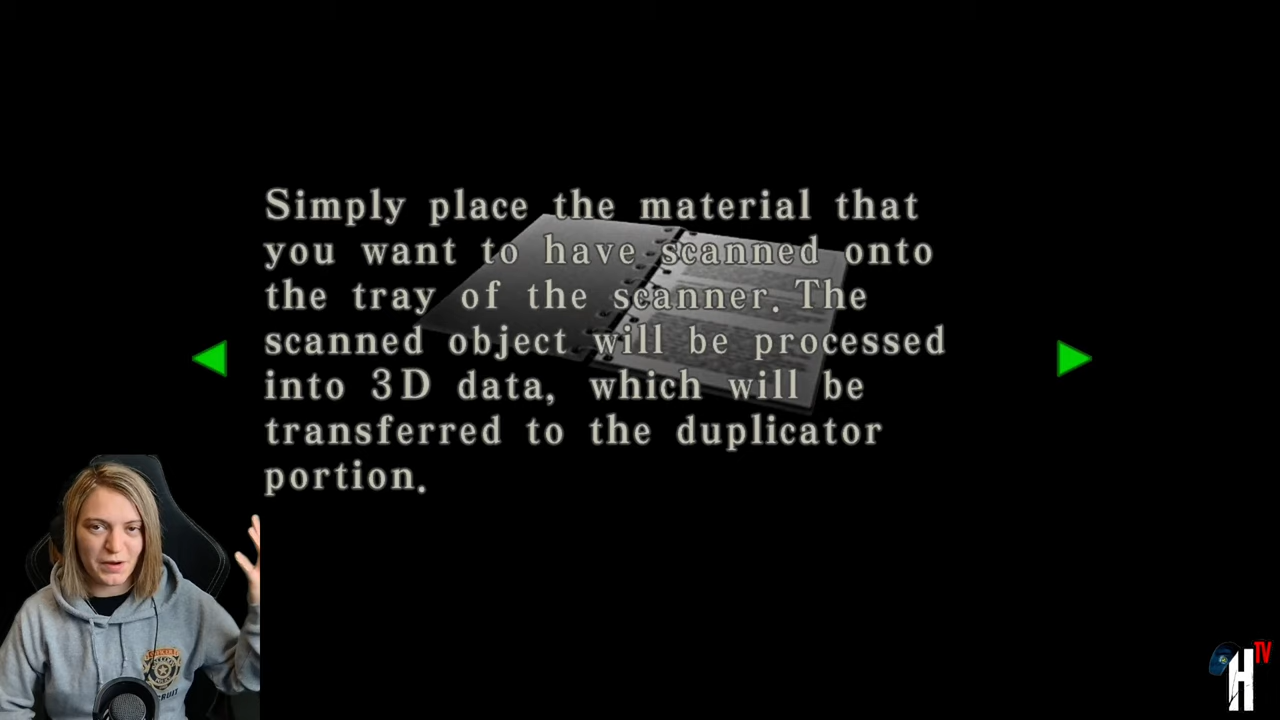 Simply place the material that
you want to have scanned onto
the tray of the scanner. The
scanned object will be processed
into 3D data, which will be
transferred to the duplicator
portion.
H TV